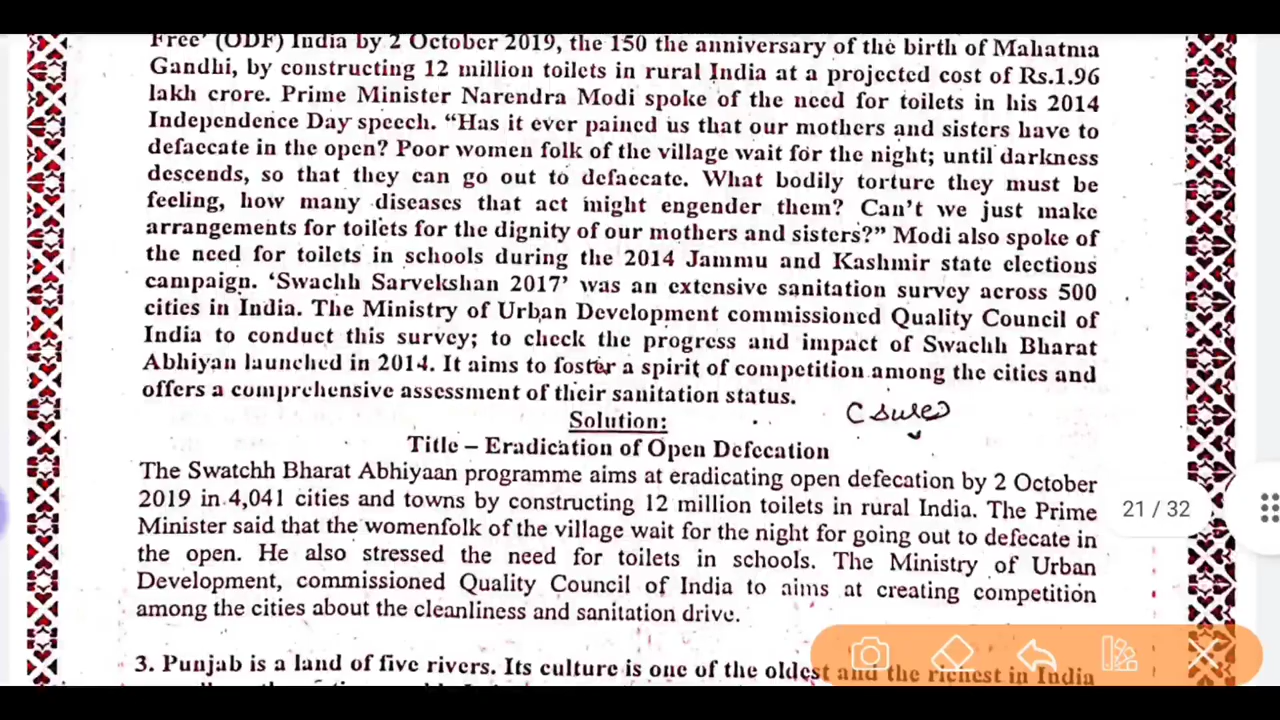 Free' (ODF) India by 2 October 2019, the 150 the anniversary of the birth of Mahatma
Gandhi, by constructing 12 million toilets in rural India at a projected cost of Rs.1.96
lakh crore. Prime Minister Narendra Modi spoke of the need for toilets in his 2014
Independence Day speech. “Has it ever pained us that our mothers and sisters have to
defaecate in the open? Poor women folk of the village wait for the night; until darkness
descends, so that they can go out to defaecate. What bodily torture they must be
feeling, how many diseases that act might engender them? Can’t we just make
arrangements for toilets for the dignity of our mothers and sisters?” Modi also spoke of
the need for toilets in schools during the 2014 Jammu and Kashmir state elections
campaign. ‘Swachh Sarvekshan 2017’ was an extensive sanitation survey across 500
cities in India. The Ministry of Urban Development commissioned Quality Council of
India to conduct this survey; to check the progress and impact of Swachh Bharat
Abhiyan launched in 2014. It aims to foster a spirit of competition among the cities and
offers a comprehensive assessment of their sanitation status.
Solution:
Title – Eradication of Open Defecation
The Swatchh Bharat Abhiyaan programme aims at eradicating open defecation by 2 October
2019 in 4,041 cities and towns by constructing 12 million toilets in rural India. The Prime
Minister said that the womenfolk of the village wait for the night for going out to defecate in
the open. He also stressed the need for toilets in schools. The Ministry of Urban
Development, commissioned Quality Council of India to aims at creating competition
among the cities about the cleanliness and sanitation drive.
21 / 32
3. Punjab is a land of five rivers. Its culture is one of the oldest and the richest in India